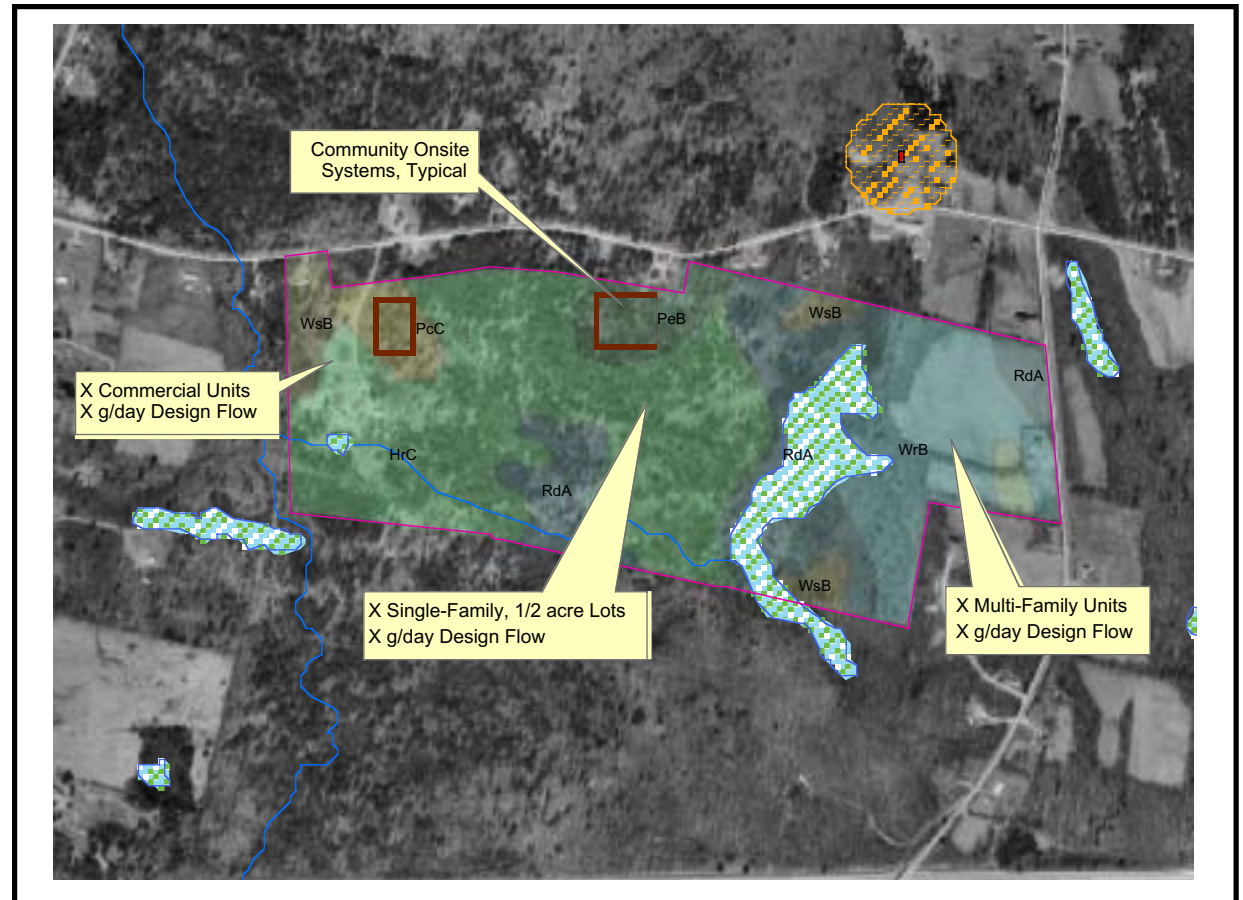 Community Onsite
Systems, Typical
WsB
PcC
PeB
WsB
RdA
X Commercial Units
X g/day Design Flow
HrC
RdA
RdA
WrB
WsB
X Single-Family, 1/2 acre Lots
X g/day Design Flow
X Multi-Family Units
X g/day Design Flow